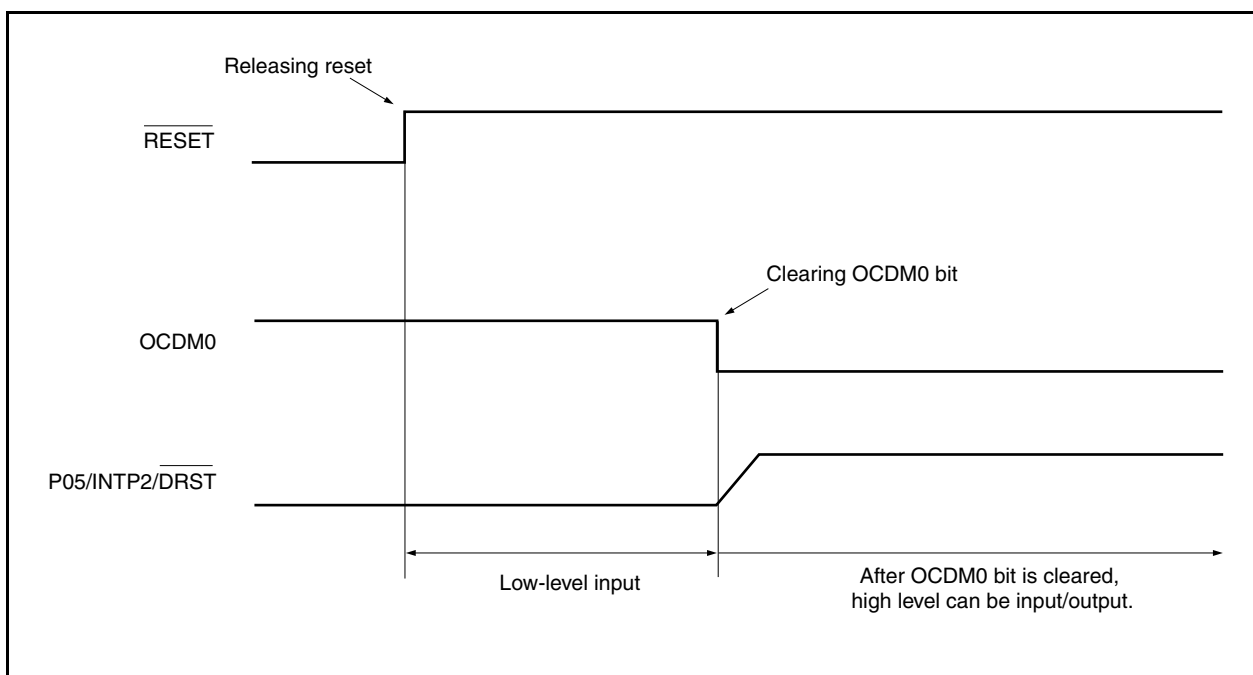 Releasing reset
RESET
Clearing OCDM0 bit
OCDM0
P05/INTP2/DRST
Low-level input
After OCDM0 bit is cleared,
high level can be input/output.